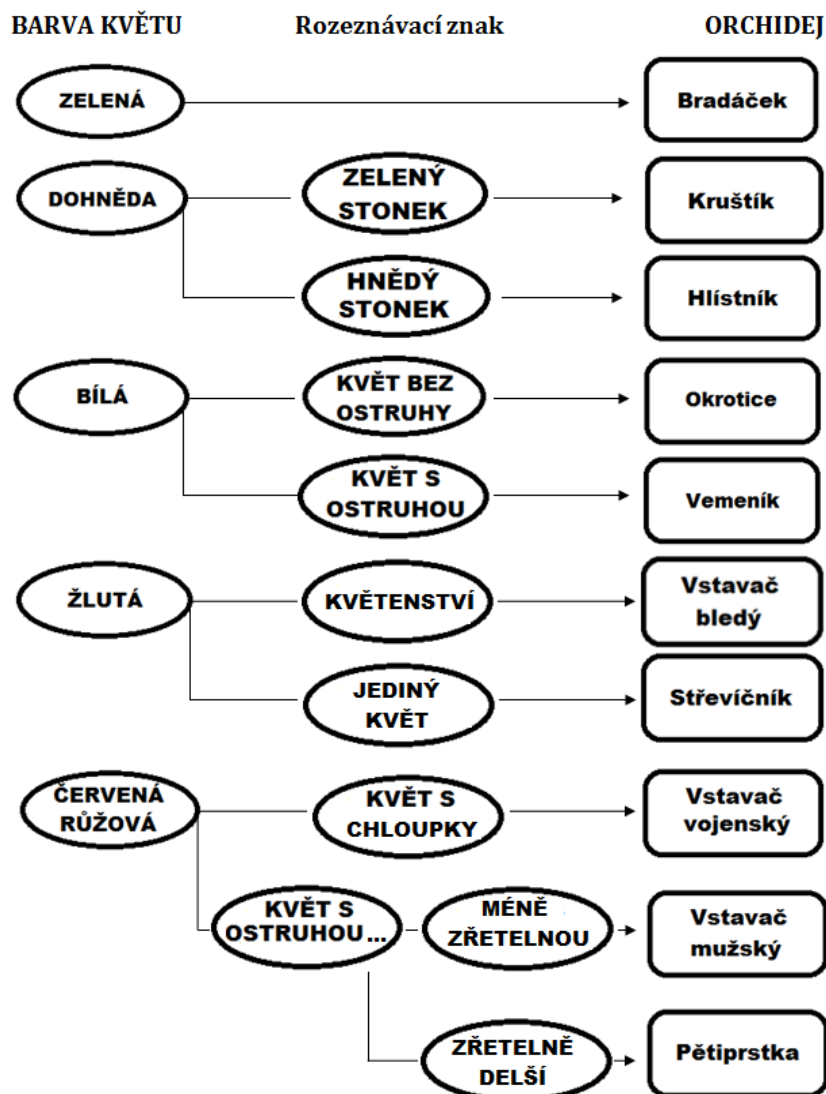 BARVA KVĚTU Rozeznávací znak ORCHIDEJ
ZELENÁ
Bradáček
DOHNĚDA
ZELENÝ
STONEK
Kruštík
HNĚDÝ
STONEK
Hlístník
BÍLÁ
KVĚT BEZ
OSTRUHY
Okrotice
KVĚT S
OSTRUHOU
Vemeník
ŽLUTÁ
KVĚTENSTVÍ
Vstavač
bledý
JEDINÝ
KVĚT
Střevíčník
ČERVENÁ
RŮŽOVÁ
KVĚT S
CHLOUPKY
Vstavač
vojenský
KVĚT S
OSTRUHOU...
MÉNĚ
ZŘETELNOU
Vstavač
mužský
ZŘETELNĚ
DELŠÍ
Pětiprstka